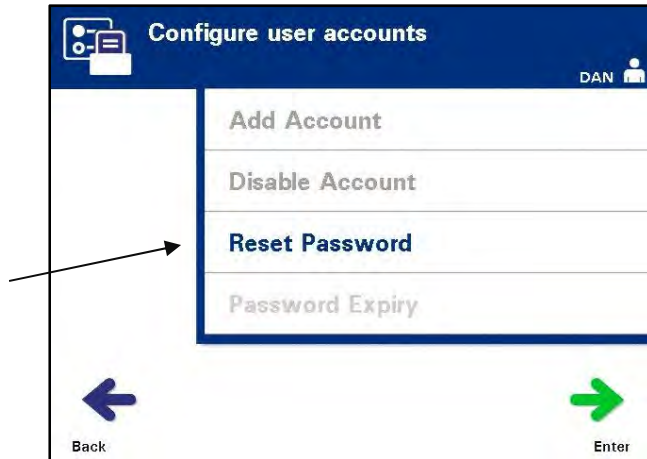 Configure user accounts
DAN
Add Account
Disable Account
Reset Password
Password Expiry
Back
Enter